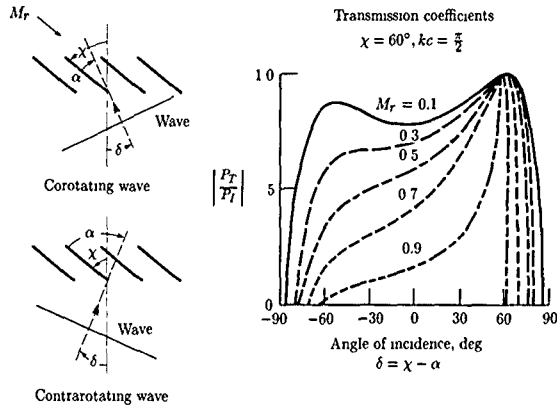 M_r
χ
α
Wave
δ
Corotating wave
α
χ
Wave
δ
Contrarotating wave
Transmission coefficients
χ = 60°, kc = π/2
|P_T/P_I|
10
5
0
M_r = 0.1
0 3
0 5
0 7
0 9
−90 −60 −30 0 30 60 90
Angle of incidence, deg
δ = χ − α